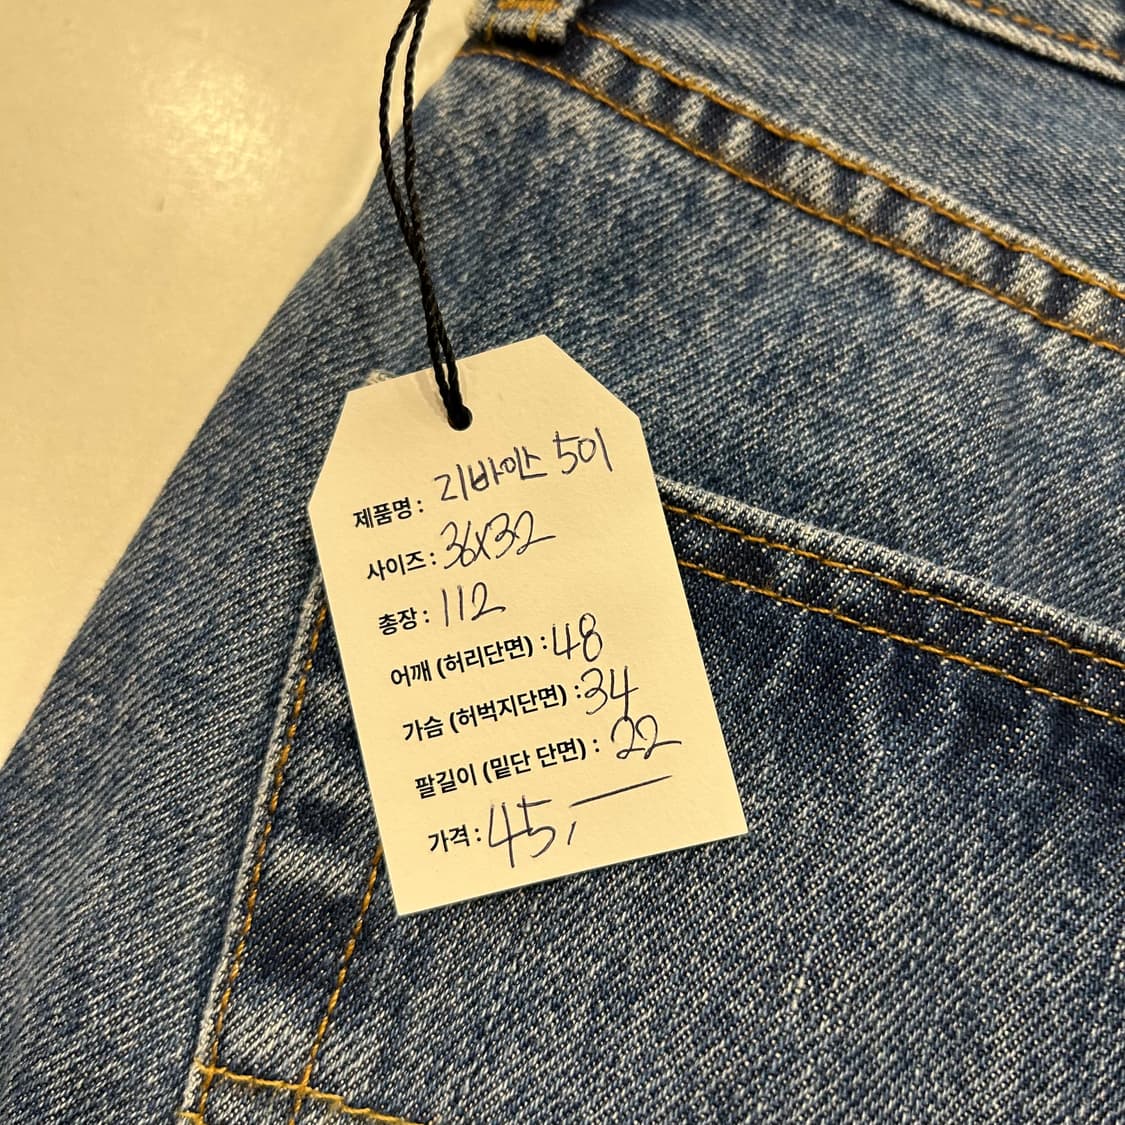 제품명 : 리바이스 501
사이즈 : 36x32
총장 : 112
어깨 (허리단면) : 48
가슴 (허벅지단면) : 34
팔길이 (밑단 단면) : 22
가격 : 45,—